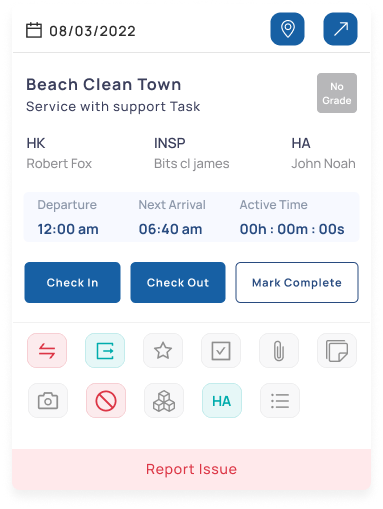 08/03/2022
Beach Clean Town
No
Grade
Service with support Task
HK INSP HA
Robert Fox Bits cl james John Noah
Departure Next Arrival Active Time
12:00 am 06:40 am 00h : 00m : 00s
Check In Check Out Mark Complete
HA
Report Issue